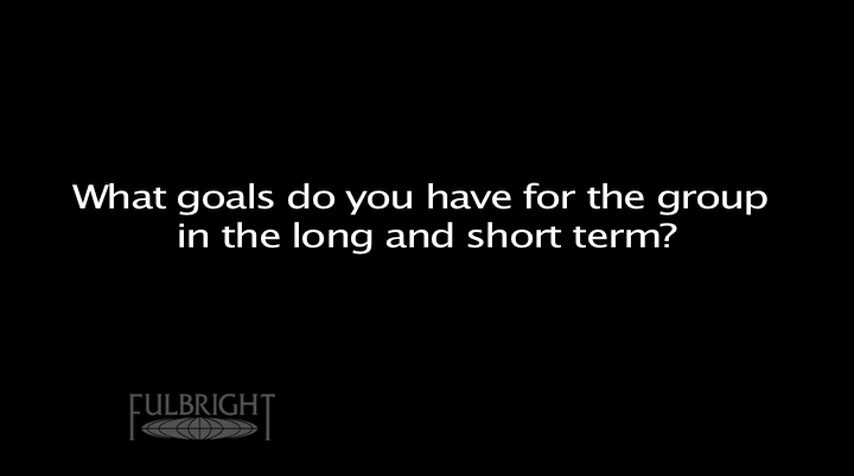 What goals do you have for the group
in the long and short term?
FULBRIGHT